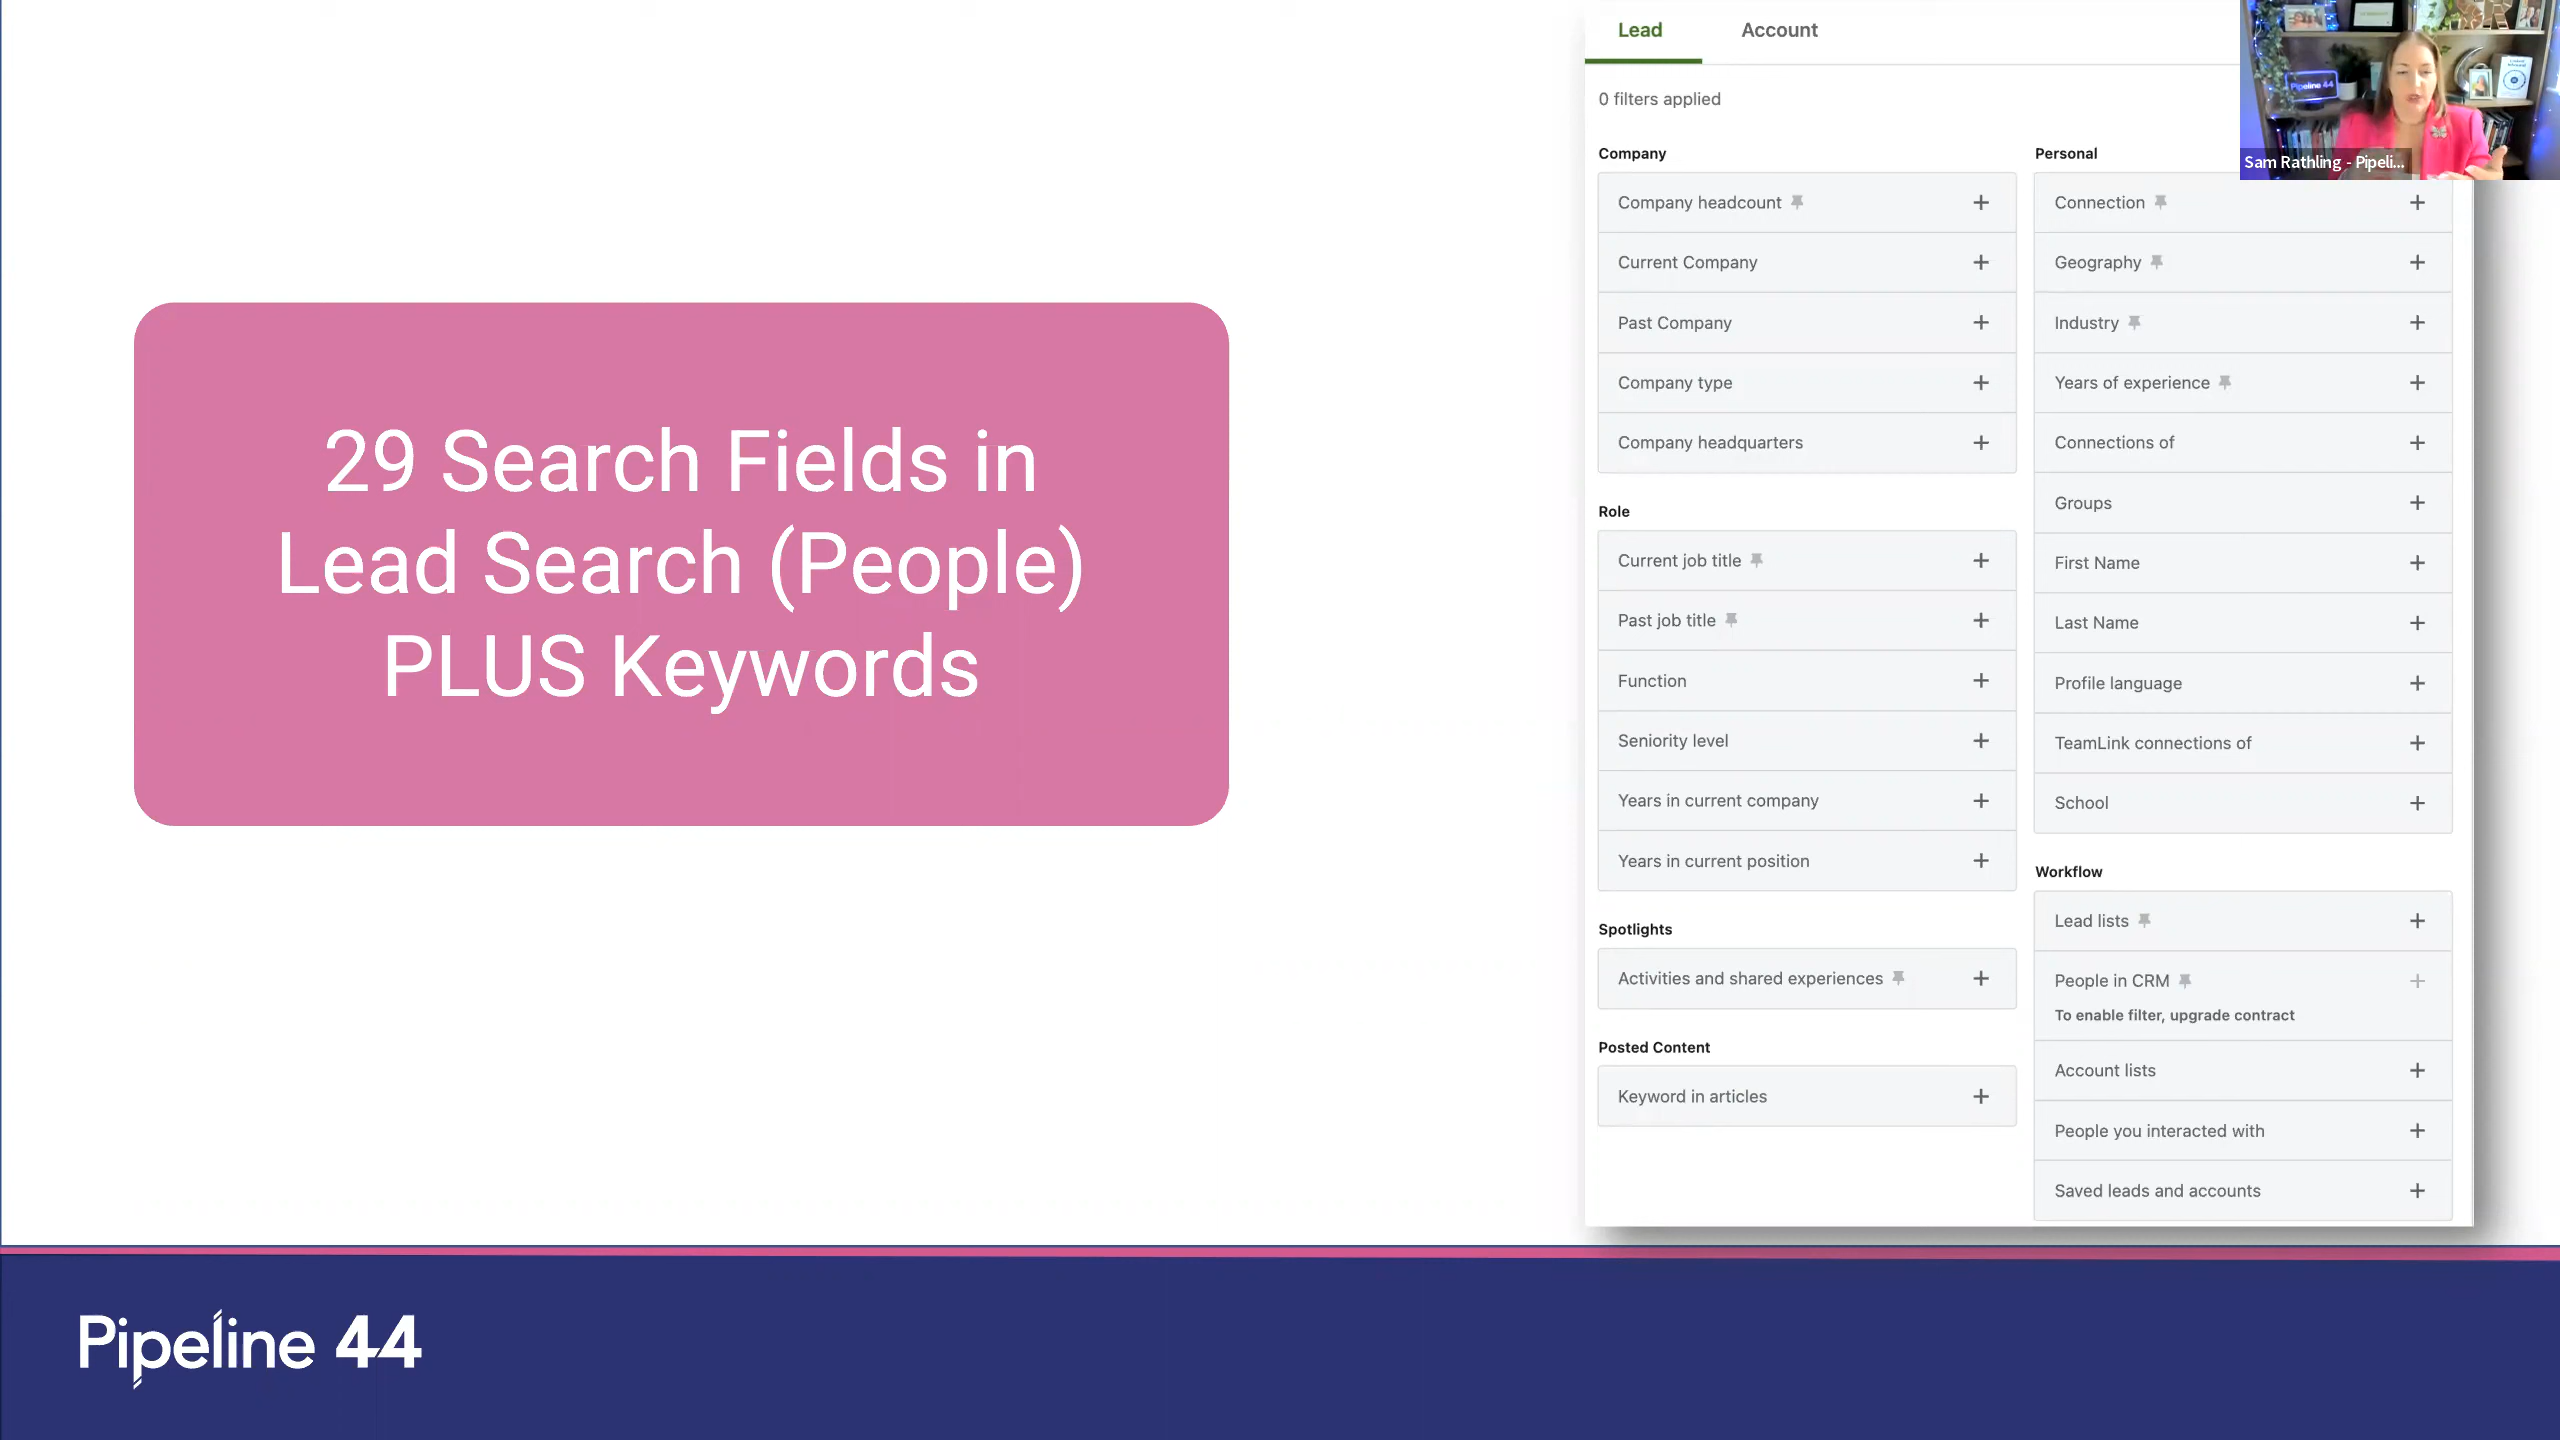 29 Search Fields in
Lead Search (People)
PLUS Keywords
Lead
Account
0 filters applied
Company
Company headcount
Current Company
Past Company
Company type
Company headquarters
Role
Current job title
Past job title
Function
Seniority level
Years in current company
Years in current position
Spotlights
Activities and shared experiences
Posted Content
Keyword in articles
Personal
Connection
Geography
Industry
Years of experience
Connections of
Groups
First Name
Last Name
Profile language
TeamLink connections of
School
Workflow
Lead lists
People in CRM
To enable filter, upgrade contract
Account lists
People you interacted with
Saved leads and accounts
Pipeline 44
Sam Rathling - Pipeli...
Pipeline 44